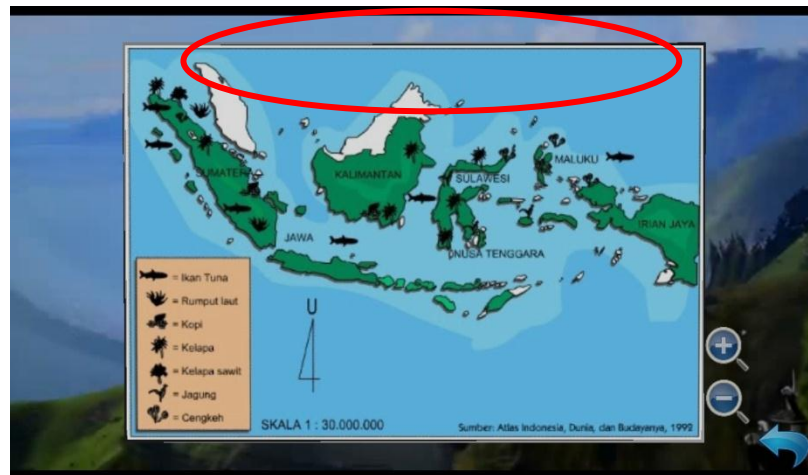 SUMATERA
KALIMANTAN
SULAWESI
MALUKU
IRIAN JAYA
JAWA
NUSA TENGGARA
= Ikan Tuna
= Rumput laut
= Kopi
= Kelapa
= Kelapa sawit
= Jagung
= Cengkeh
U
SKALA 1 : 30.000.000
Sumber: Atlas Indonesia, Dunia, dan Budayanya, 1992